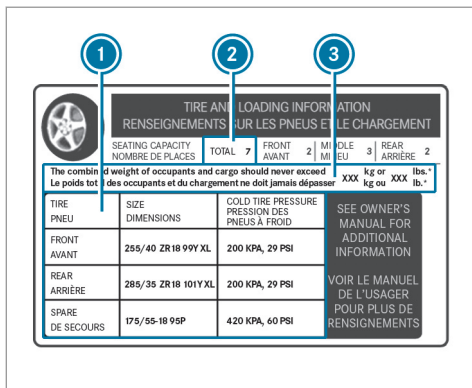 1 2 3
TIRE AND LOADING INFORMATION
RENSEIGNEMENTS SUR LES PNEUS ET LE CHARGEMENT
SEATING CAPACITY
NOMBRE DE PLACES
TOTAL 7
FRONT
AVANT 2
MIDDLE
MILIEU 3
REAR
ARRIÈRE 2
The combined weight of occupants and cargo should never exceed XXX kg or XXX lbs.*
Le poids total des occupants et du chargement ne doit jamais dépasser XXX kg ou XXX lb.*
TIRE
PNEU
SIZE
DIMENSIONS
COLD TIRE PRESSURE
PRESSION DES
PNEUS À FROID
FRONT
AVANT
255/40 ZR18 99Y XL
200 KPA, 29 PSI
REAR
ARRIÈRE
285/35 ZR18 101Y XL
200 KPA, 29 PSI
SPARE
DE SECOURS
175/55-18 95P
420 KPA, 60 PSI
SEE OWNER'S
MANUAL FOR
ADDITIONAL
INFORMATION
VOIR LE MANUEL
DE L'USAGER
POUR PLUS DE
RENSIGNEMENTS